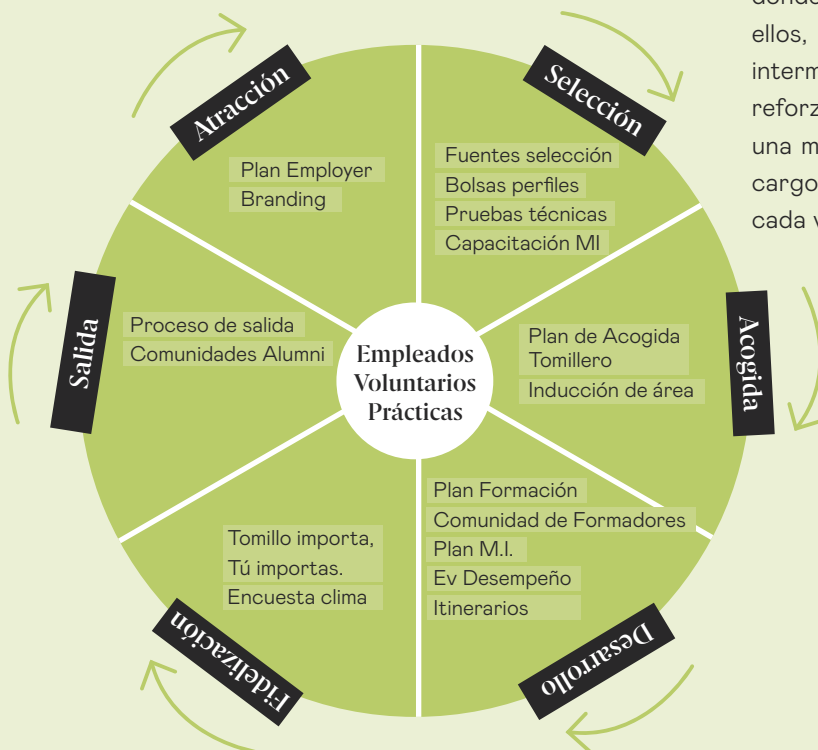 Atracción
Plan Employer
Branding
Selección
Fuentes selección
Bolsas perfiles
Pruebas técnicas
Capacitación MI
Acogida
Plan de Acogida
Tomillero
Inducción de área
Desarrollo
Plan Formación
Comunidad de Formadores
Plan M.I.
Ev Desempeño
Itinerarios
Fidelización
Tomillo importa,
Tú importas.
Encuesta clima
Salida
Proceso de salida
Comunidades Alumni
Empleados
Voluntarios
Prácticas
ellos,
una m
cargo
cada v